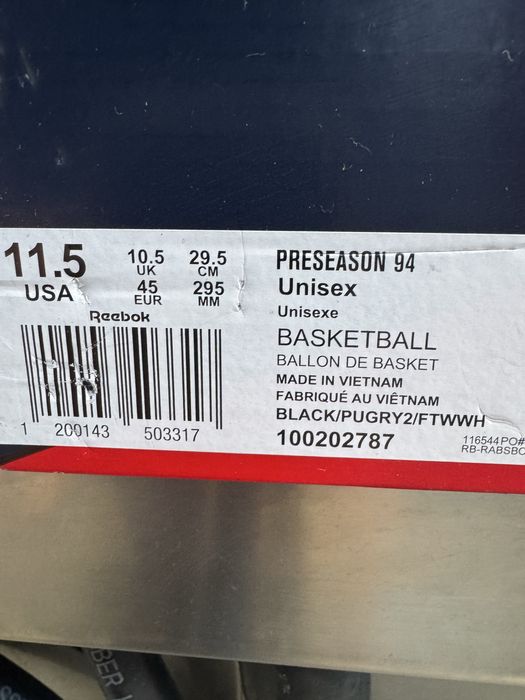 11.5
USA
10.5
UK
45
EUR
29.5
CM
295
MM
Reebok
1 200143 503317
PRESEASON 94
Unisex
Unisexe
BASKETBALL
BALLON DE BASKET
MADE IN VIETNAM
FABRIQUÉ AU VIÊTNAM
BLACK/PUGRY2/FTWWH
100202787
116544PO#
RB-RABSBC
BER